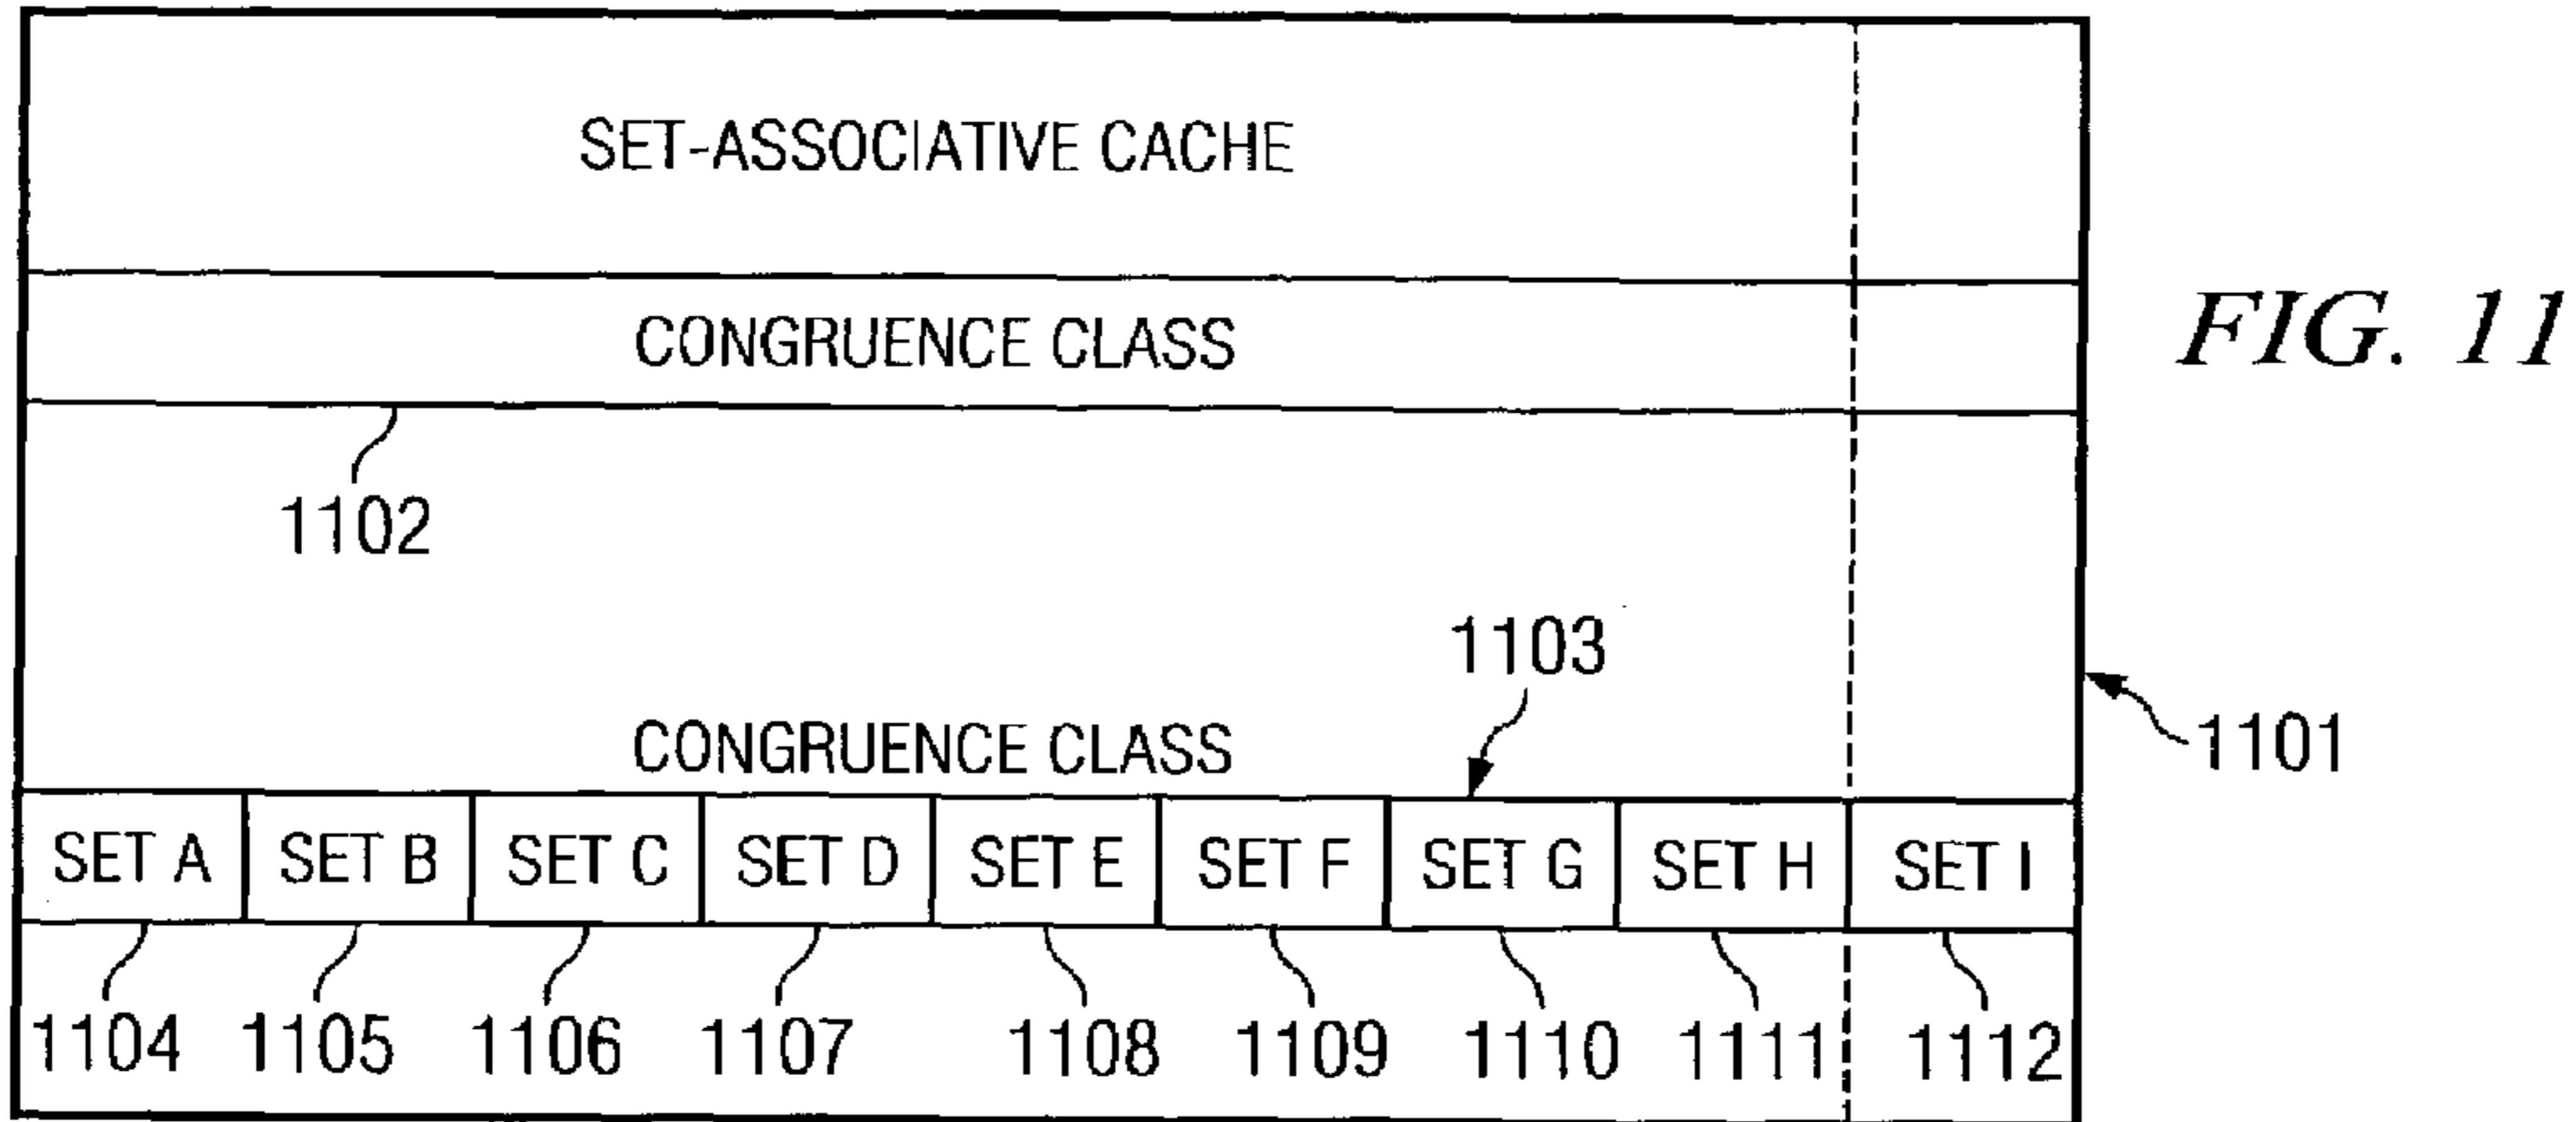 SET-ASSOCIATIVE CACHE
CONGRUENCE CLASS
FIG. 11
1102
1103
1101
CONGRUENCE CLASS
SET A SET B SET C SET D SET E SET F SET G SET H SET I
1104 1105 1106 1107 1108 1109 1110 1111 1112